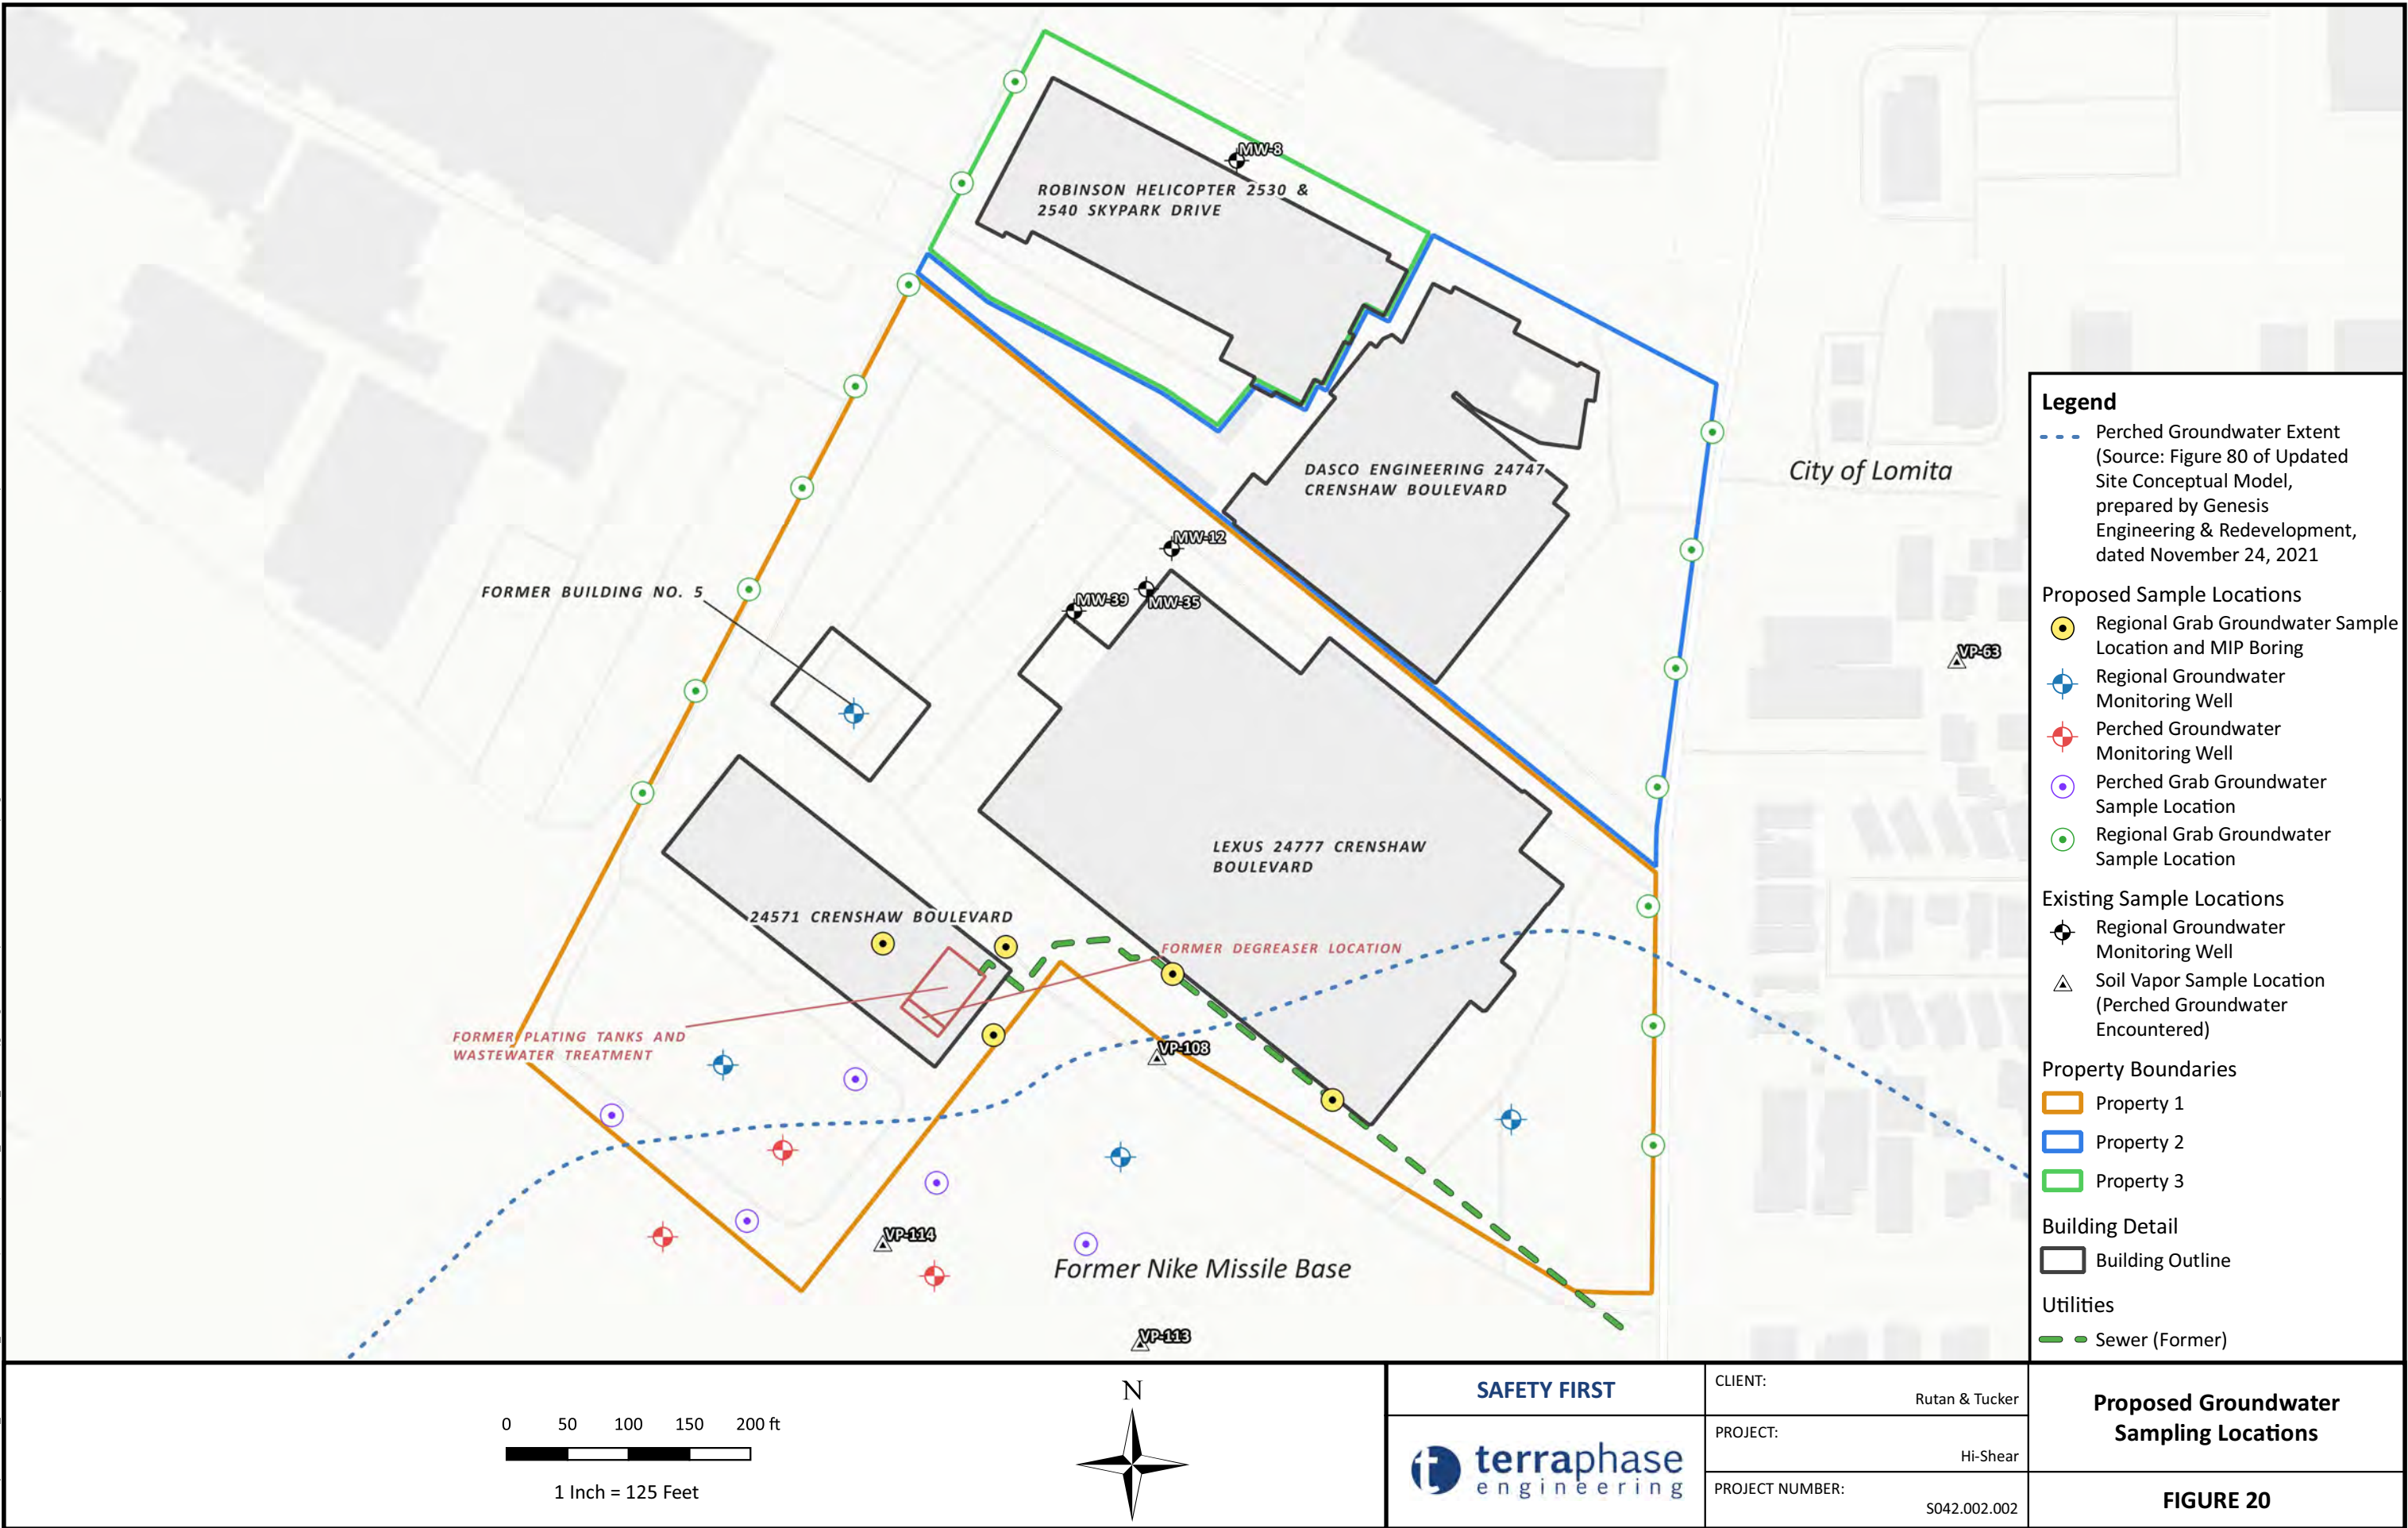 MW-8
ROBINSON HELICOPTER 2530 &
2540 SKYPARK DRIVE
DASCO ENGINEERING 24747
CRENSHAW BOULEVARD
City of Lomita
MW-12
MW-39
MW-35
FORMER BUILDING NO. 5
VP-63
LEXUS 24777 CRENSHAW
BOULEVARD
24571 CRENSHAW BOULEVARD
FORMER DEGREASER LOCATION
FORMER PLATING TANKS AND
WASTEWATER TREATMENT
VP-108
VP-114
Former Nike Missile Base
VP-113
Legend
Perched Groundwater Extent
(Source: Figure 80 of Updated
Site Conceptual Model,
prepared by Genesis
Engineering & Redevelopment,
dated November 24, 2021
Proposed Sample Locations
Regional Grab Groundwater Sample
Location and MIP Boring
Regional Groundwater
Monitoring Well
Perched Groundwater
Monitoring Well
Perched Grab Groundwater
Sample Location
Regional Grab Groundwater
Sample Location
Existing Sample Locations
Regional Groundwater
Monitoring Well
Soil Vapor Sample Location
(Perched Groundwater
Encountered)
Property Boundaries
Property 1
Property 2
Property 3
Building Detail
Building Outline
Utilities
Sewer (Former)
0 50 100 150 200 ft
1 Inch = 125 Feet
N
SAFETY FIRST
terraphase
engineering
CLIENT:
Rutan & Tucker
PROJECT:
Hi-Shear
PROJECT NUMBER:
S042.002.002
Proposed Groundwater
Sampling Locations
FIGURE 20